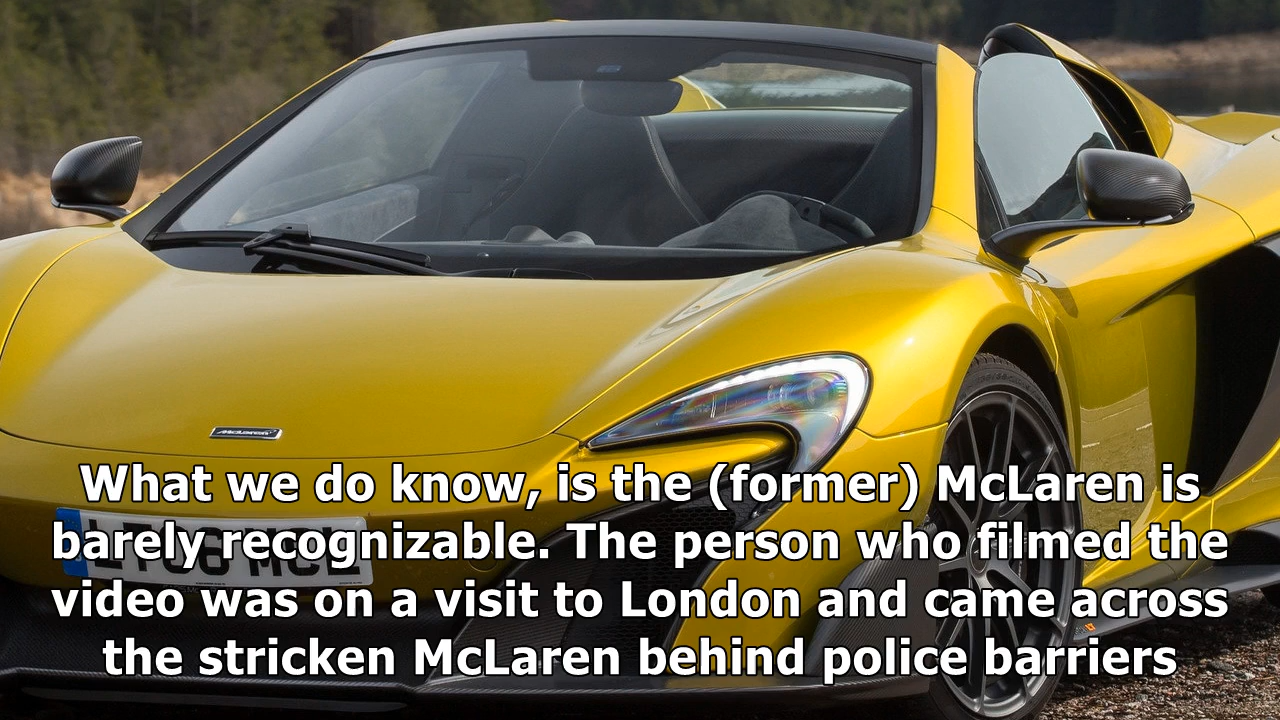 McLaren
What we do know, is the (former) McLaren is
barely recognizable. The person who filmed the
video was on a visit to London and came across
the stricken McLaren behind police barriers